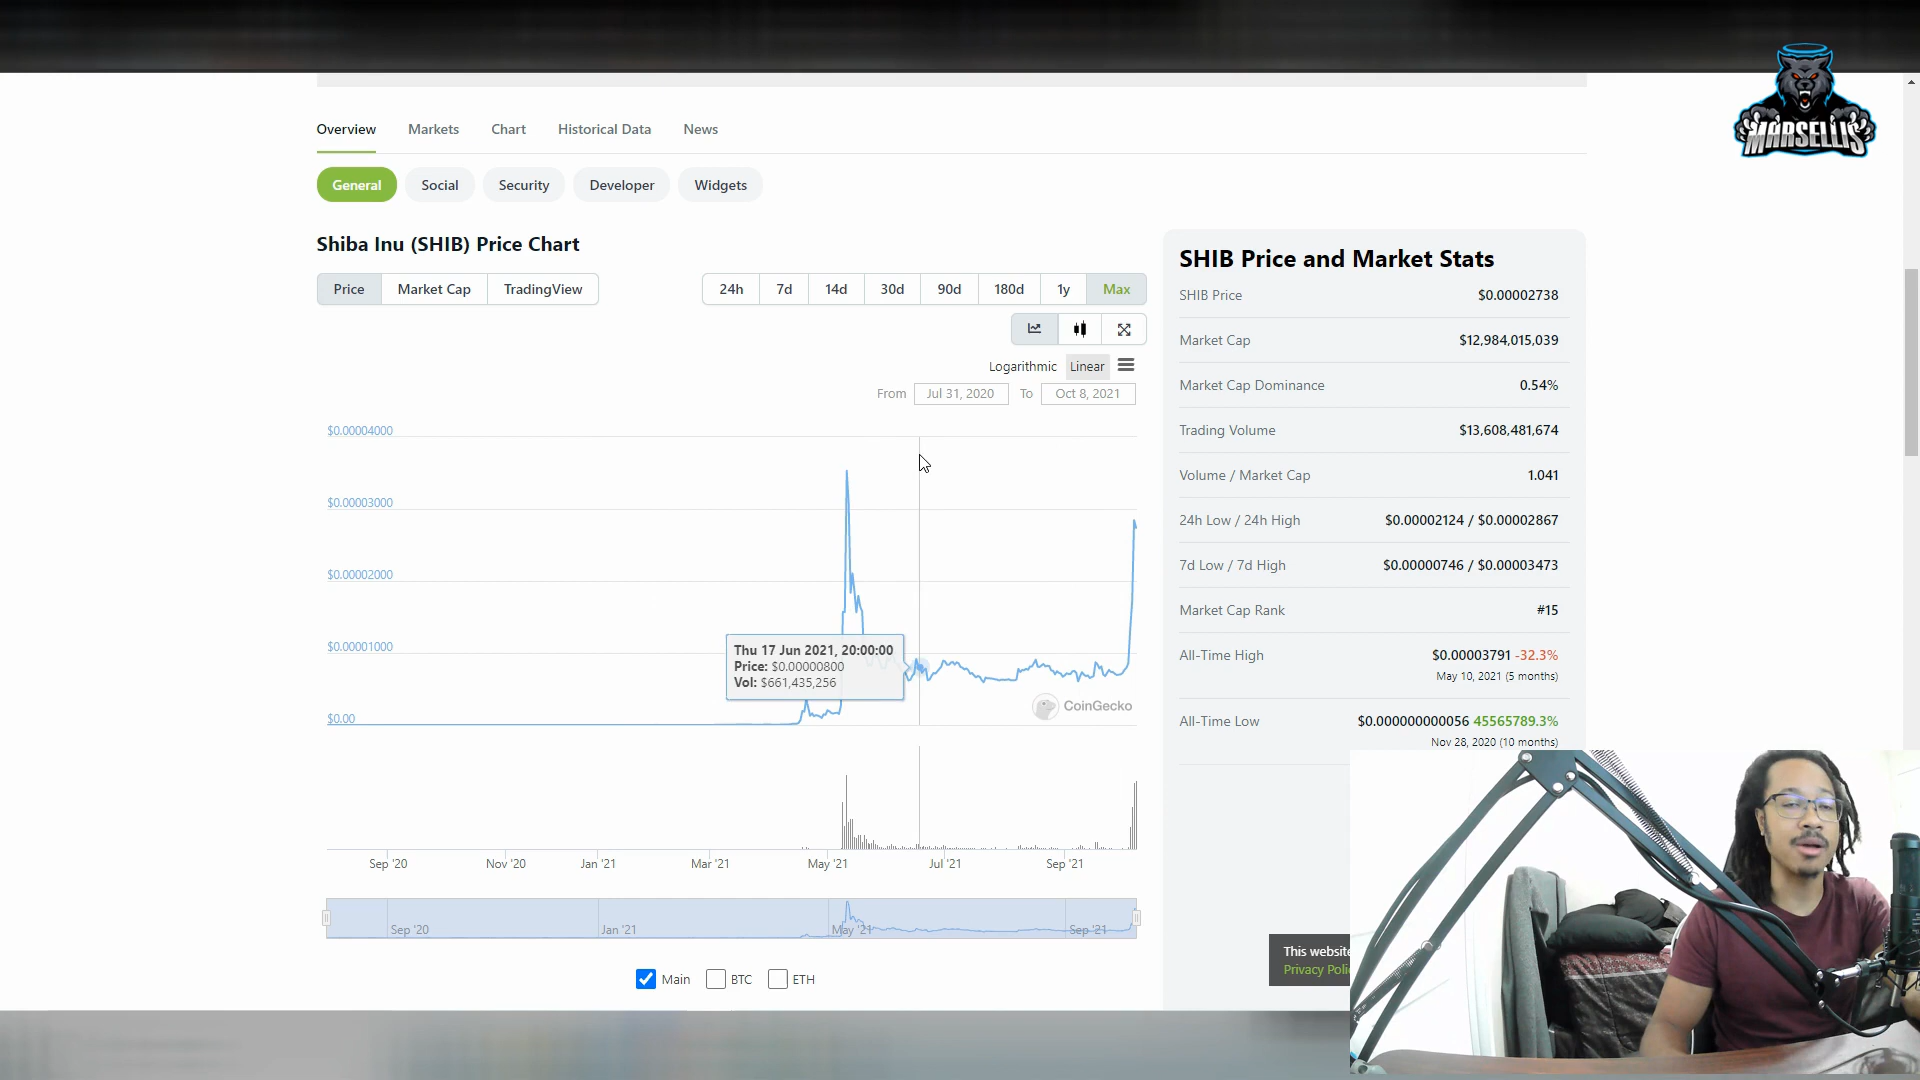 MARSELLIS
Overview Markets Chart Historical Data News
General Social Security Developer Widgets
Shiba Inu (SHIB) Price Chart
Price Market Cap TradingView
24h 7d 14d 30d 90d 180d 1y Max
Logarithmic Linear
From Jul 31, 2020 To Oct 8, 2021
$0.00004000
$0.00003000
$0.00002000
$0.00001000
$0.00
Thu 17 Jun 2021, 20:00:00
Price: $0.00000800
Vol: $661,435,256
CoinGecko
Sep '20 Nov '20 Jan '21 Mar '21 May '21 Jul '21 Sep '21
Sep '20 Jan '21 May '21 Sep '21
Main BTC ETH
SHIB Price and Market Stats
SHIB Price $0.00002738
Market Cap $12,984,015,039
Market Cap Dominance 0.54%
Trading Volume $13,608,481,674
Volume / Market Cap 1.041
24h Low / 24h High $0.00002124 / $0.00002867
7d Low / 7d High $0.00000746 / $0.00003473
Market Cap Rank #15
All-Time High $0.00003791 -32.3%
May 10, 2021 (5 months)
All-Time Low $0.000000000056 45565789.3%
Nov 28, 2020 (10 months)
This website
Privacy Poli